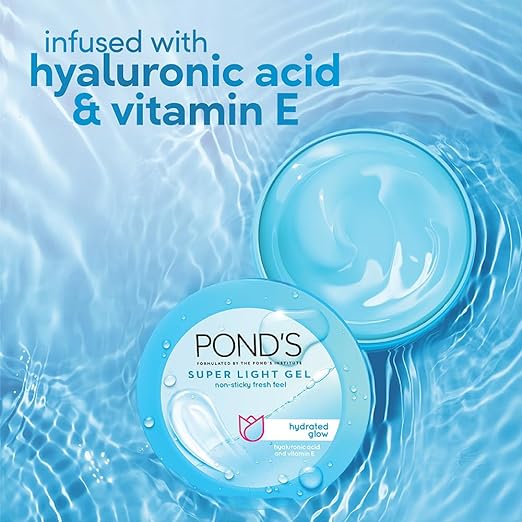 infused with
hyaluronic acid
& vitamin E
POND'S
FORMULATED BY THE POND'S INSTITUTE
SUPER LIGHT GEL
non-sticky fresh feel
hydrated
glow
hyaluronic acid
and vitamin E